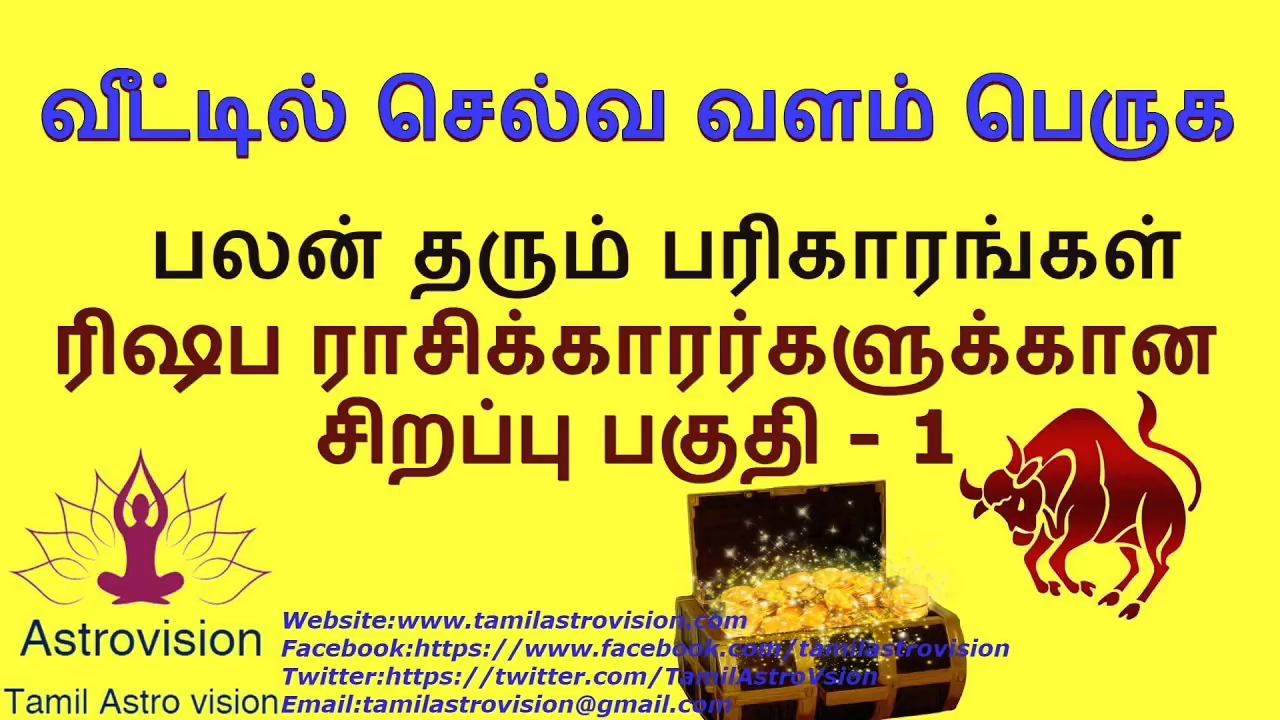 வீட்டில் செல்வ வளம் பெருக
பலன் தரும் பரிகாரங்கள்
ரிஷப ராசிக்காரர்களுக்கான
சிறப்பு பகுதி - 1
Astrovision
Tamil Astro vision
Website:www.tamilastrovision.com
Facebook:https://www.facebook.com/tamilastrovision
Twitter:https://twitter.com/TamilAstroVsion
Email:tamilastrovision@gmail.com